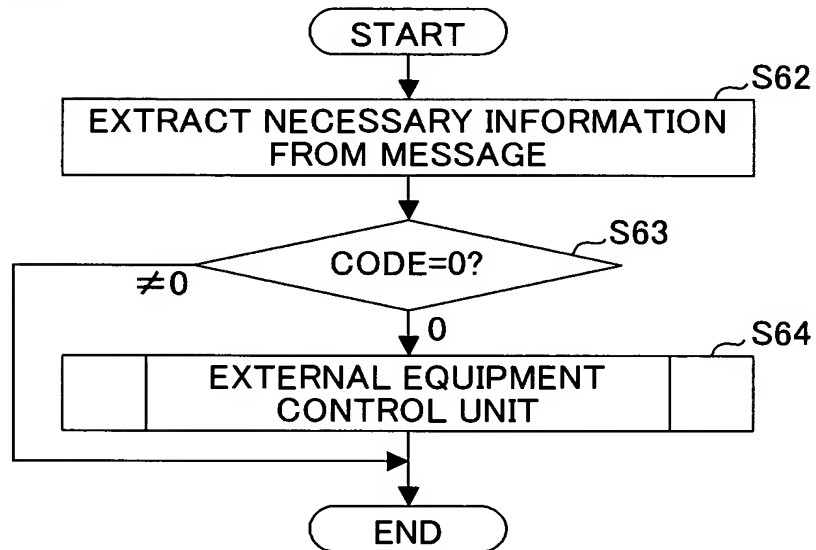 START
S62
EXTRACT NECESSARY INFORMATION
FROM MESSAGE
S63
CODE=0?
≠0
0
S64
EXTERNAL EQUIPMENT
CONTROL UNIT
END